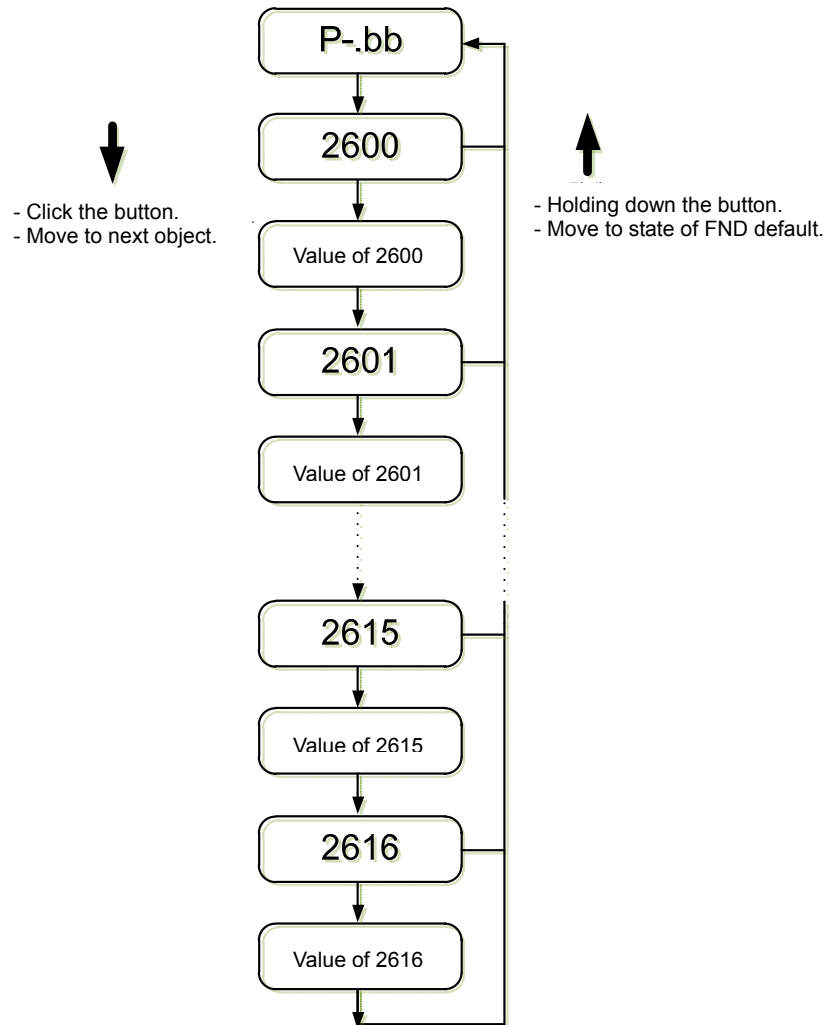 P-.bb
2600
- Click the button.
- Move to next object.
- Holding down the button.
- Move to state of FND default.
Value of 2600
2601
Value of 2601
2615
Value of 2615
2616
Value of 2616